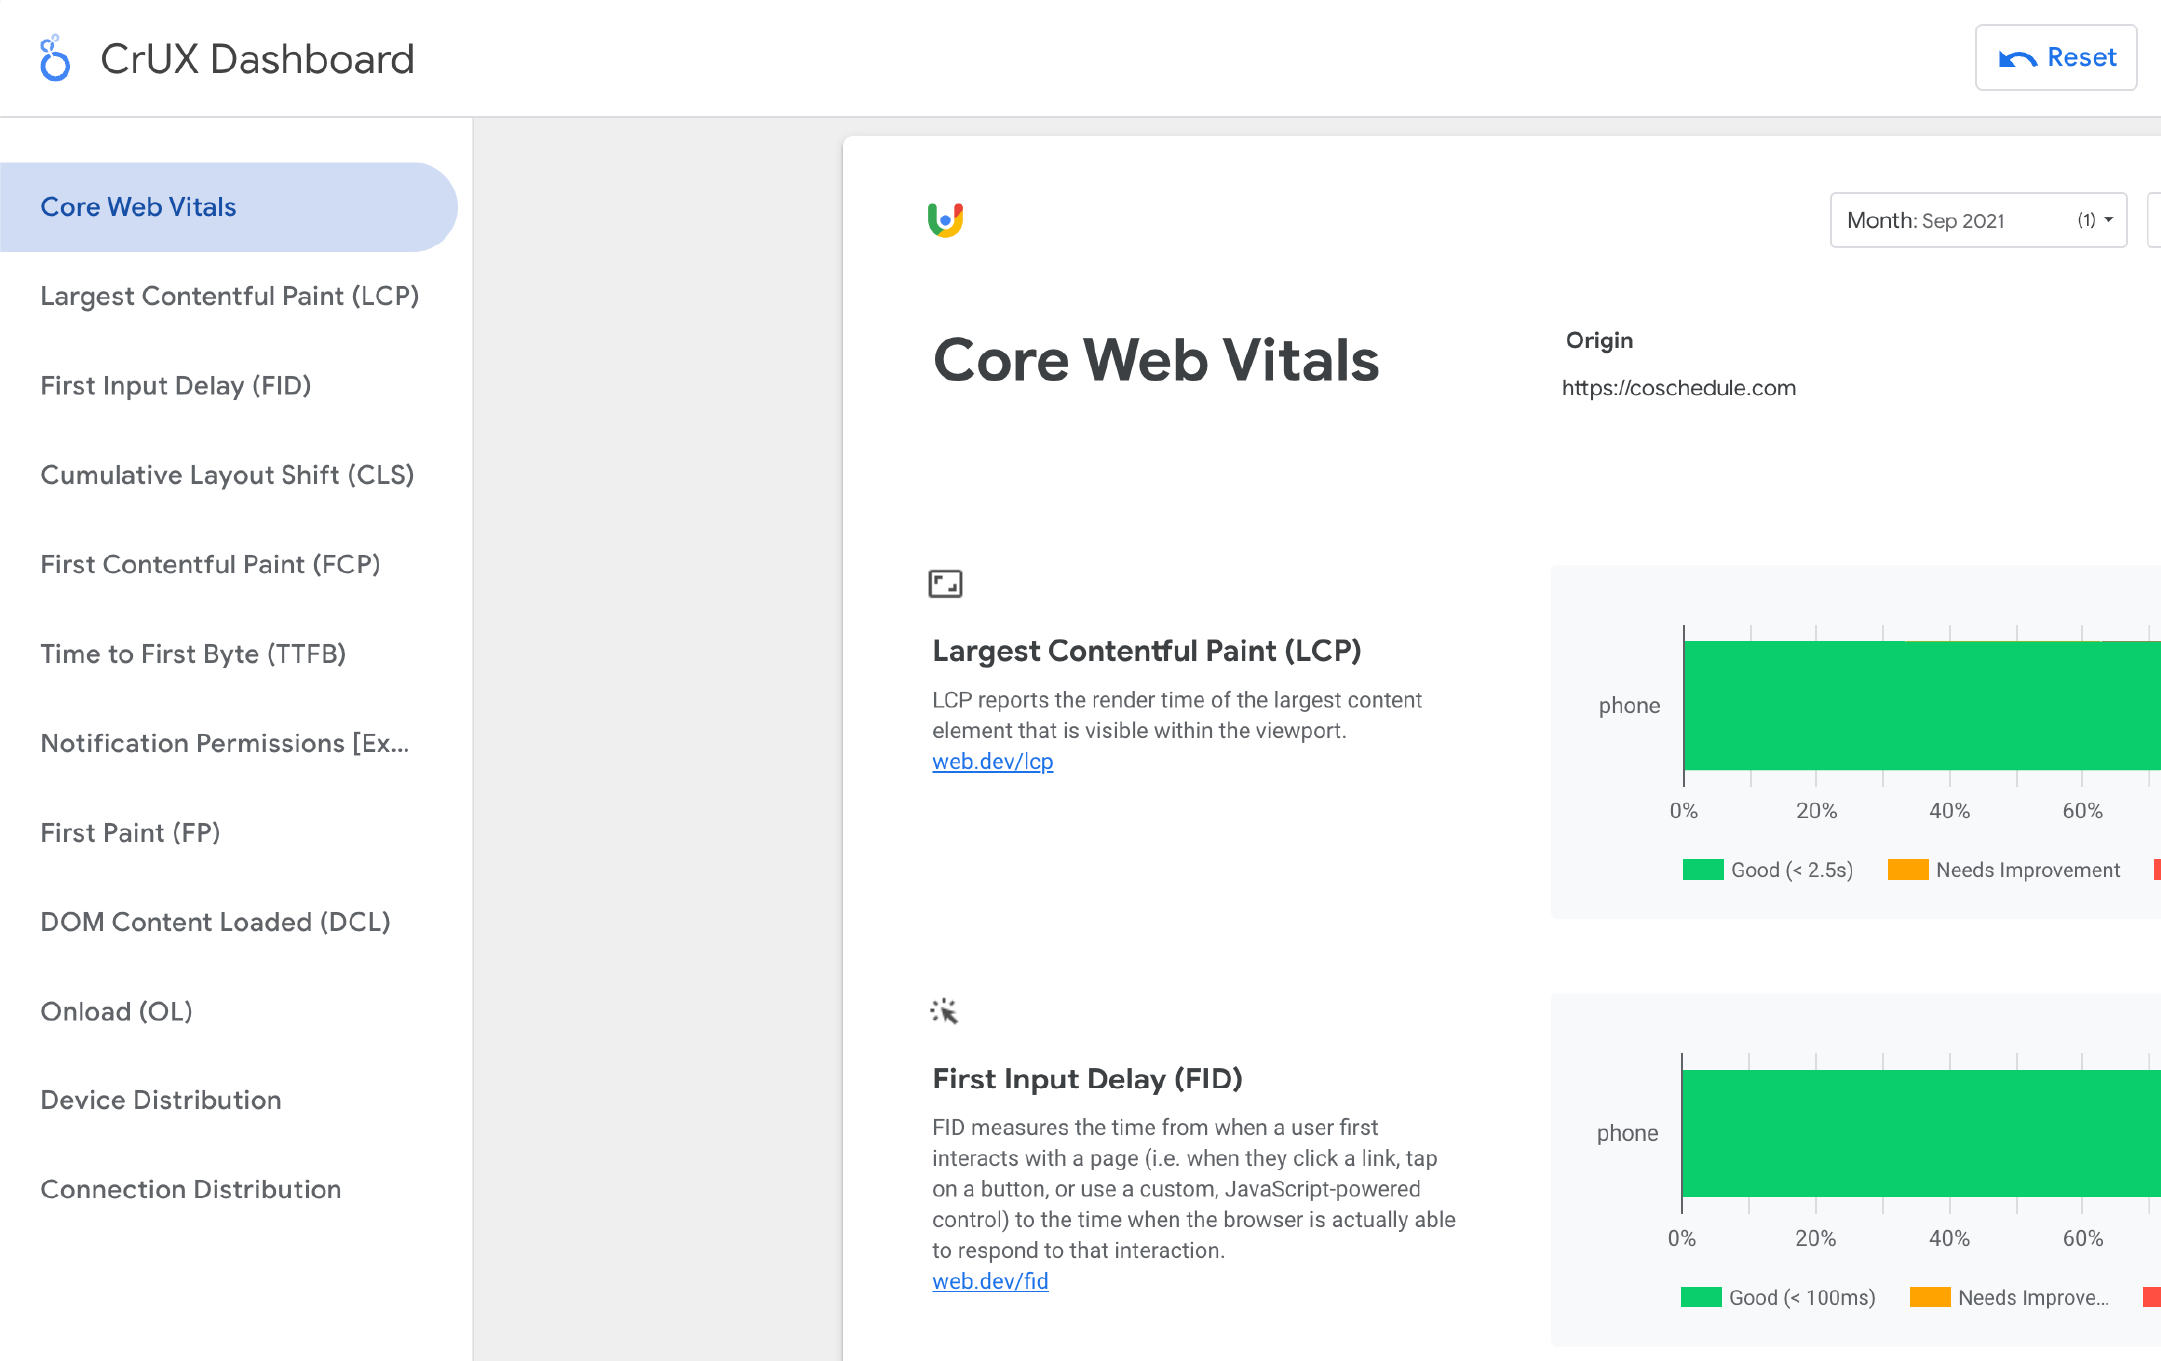 CrUX Dashboard
Reset
Core Web Vitals
Largest Contentful Paint (LCP)
First Input Delay (FID)
Cumulative Layout Shift (CLS)
First Contentful Paint (FCP)
Time to First Byte (TTFB)
Notification Permissions [Ex...
First Paint (FP)
DOM Content Loaded (DCL)
Onload (OL)
Device Distribution
Connection Distribution
Month: Sep 2021 (1)
Core Web Vitals
Origin
https://coschedule.com
Largest Contentful Paint (LCP)
LCP reports the render time of the largest content
element that is visible within the viewport.
web.dev/lcp
phone
0% 20% 40% 60%
Good (< 2.5s) Needs Improvement
First Input Delay (FID)
FID measures the time from when a user first
interacts with a page (i.e. when they click a link, tap
on a button, or use a custom, JavaScript-powered
control) to the time when the browser is actually able
to respond to that interaction.
web.dev/fid
phone
0% 20% 40% 60%
Good (< 100ms) Needs Improve...